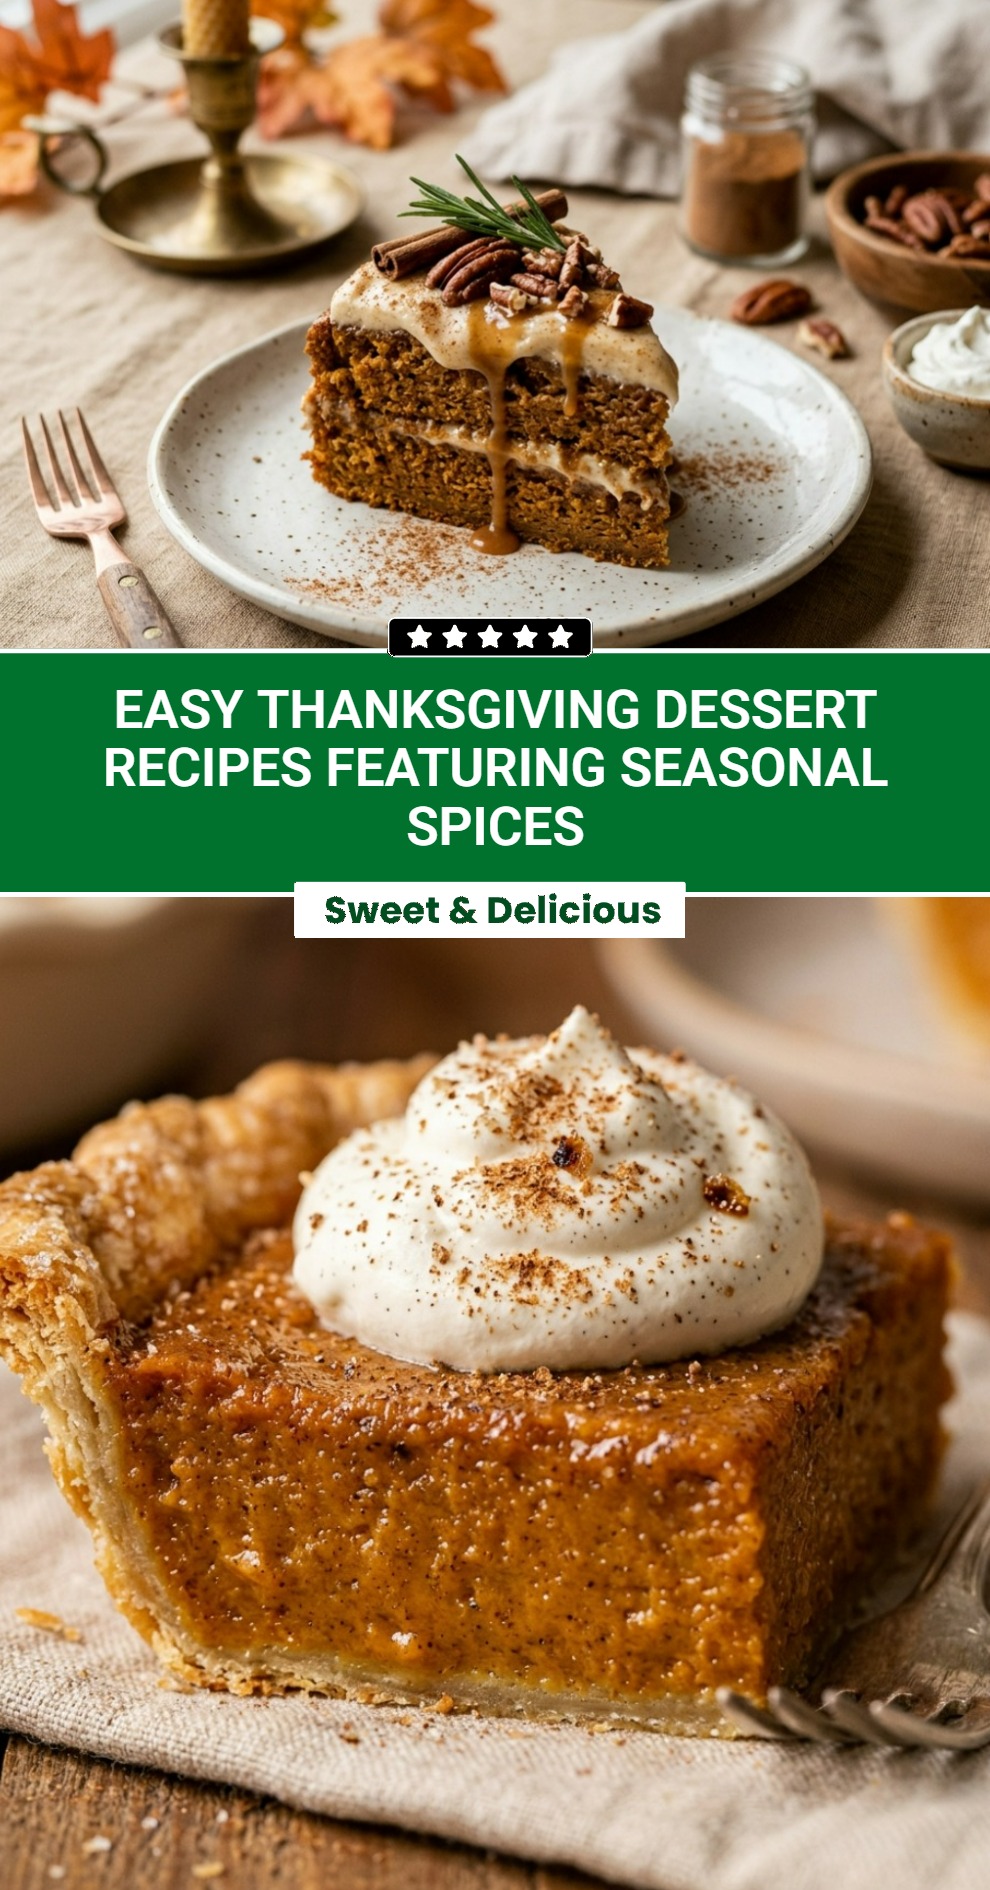 EASY THANKSGIVING DESSERT
RECIPES FEATURING SEASONAL
SPICES
Sweet & Delicious